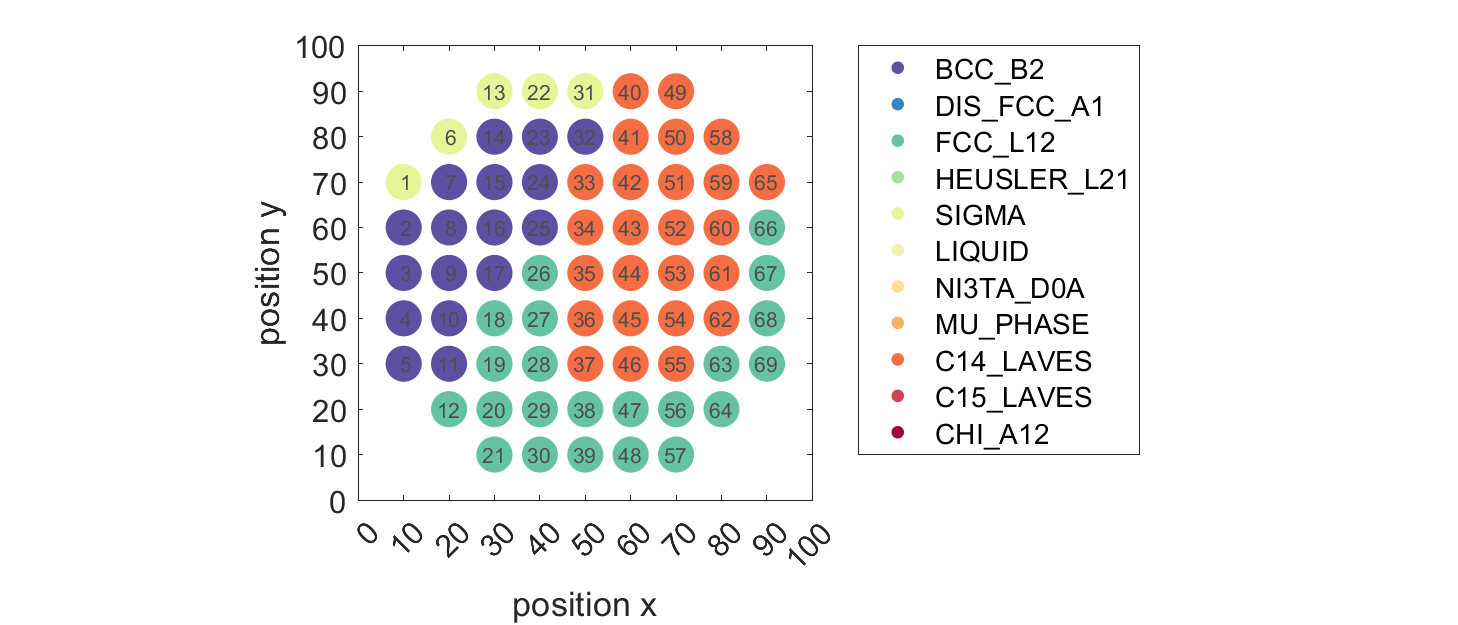 100
90
80
70
60
50
40
30
20
10
0
position y
13 22 31 40 49
6 14 23 32 41 50 58
1 7 15 24 33 42 51 59 65
2 8 16 25 34 43 52 60 66
3 9 17 26 35 44 53 61 67
4 10 18 27 36 45 54 62 68
5 11 19 28 37 46 55 63 69
12 20 29 38 47 56 64
21 30 39 48 57
0 10 20 30 40 50 60 70 80 90 100
position x
BCC_B2
DIS_FCC_A1
FCC_L12
HEUSLER_L21
SIGMA
LIQUID
NI3TA_D0A
MU_PHASE
C14_LAVES
C15_LAVES
CHI_A12